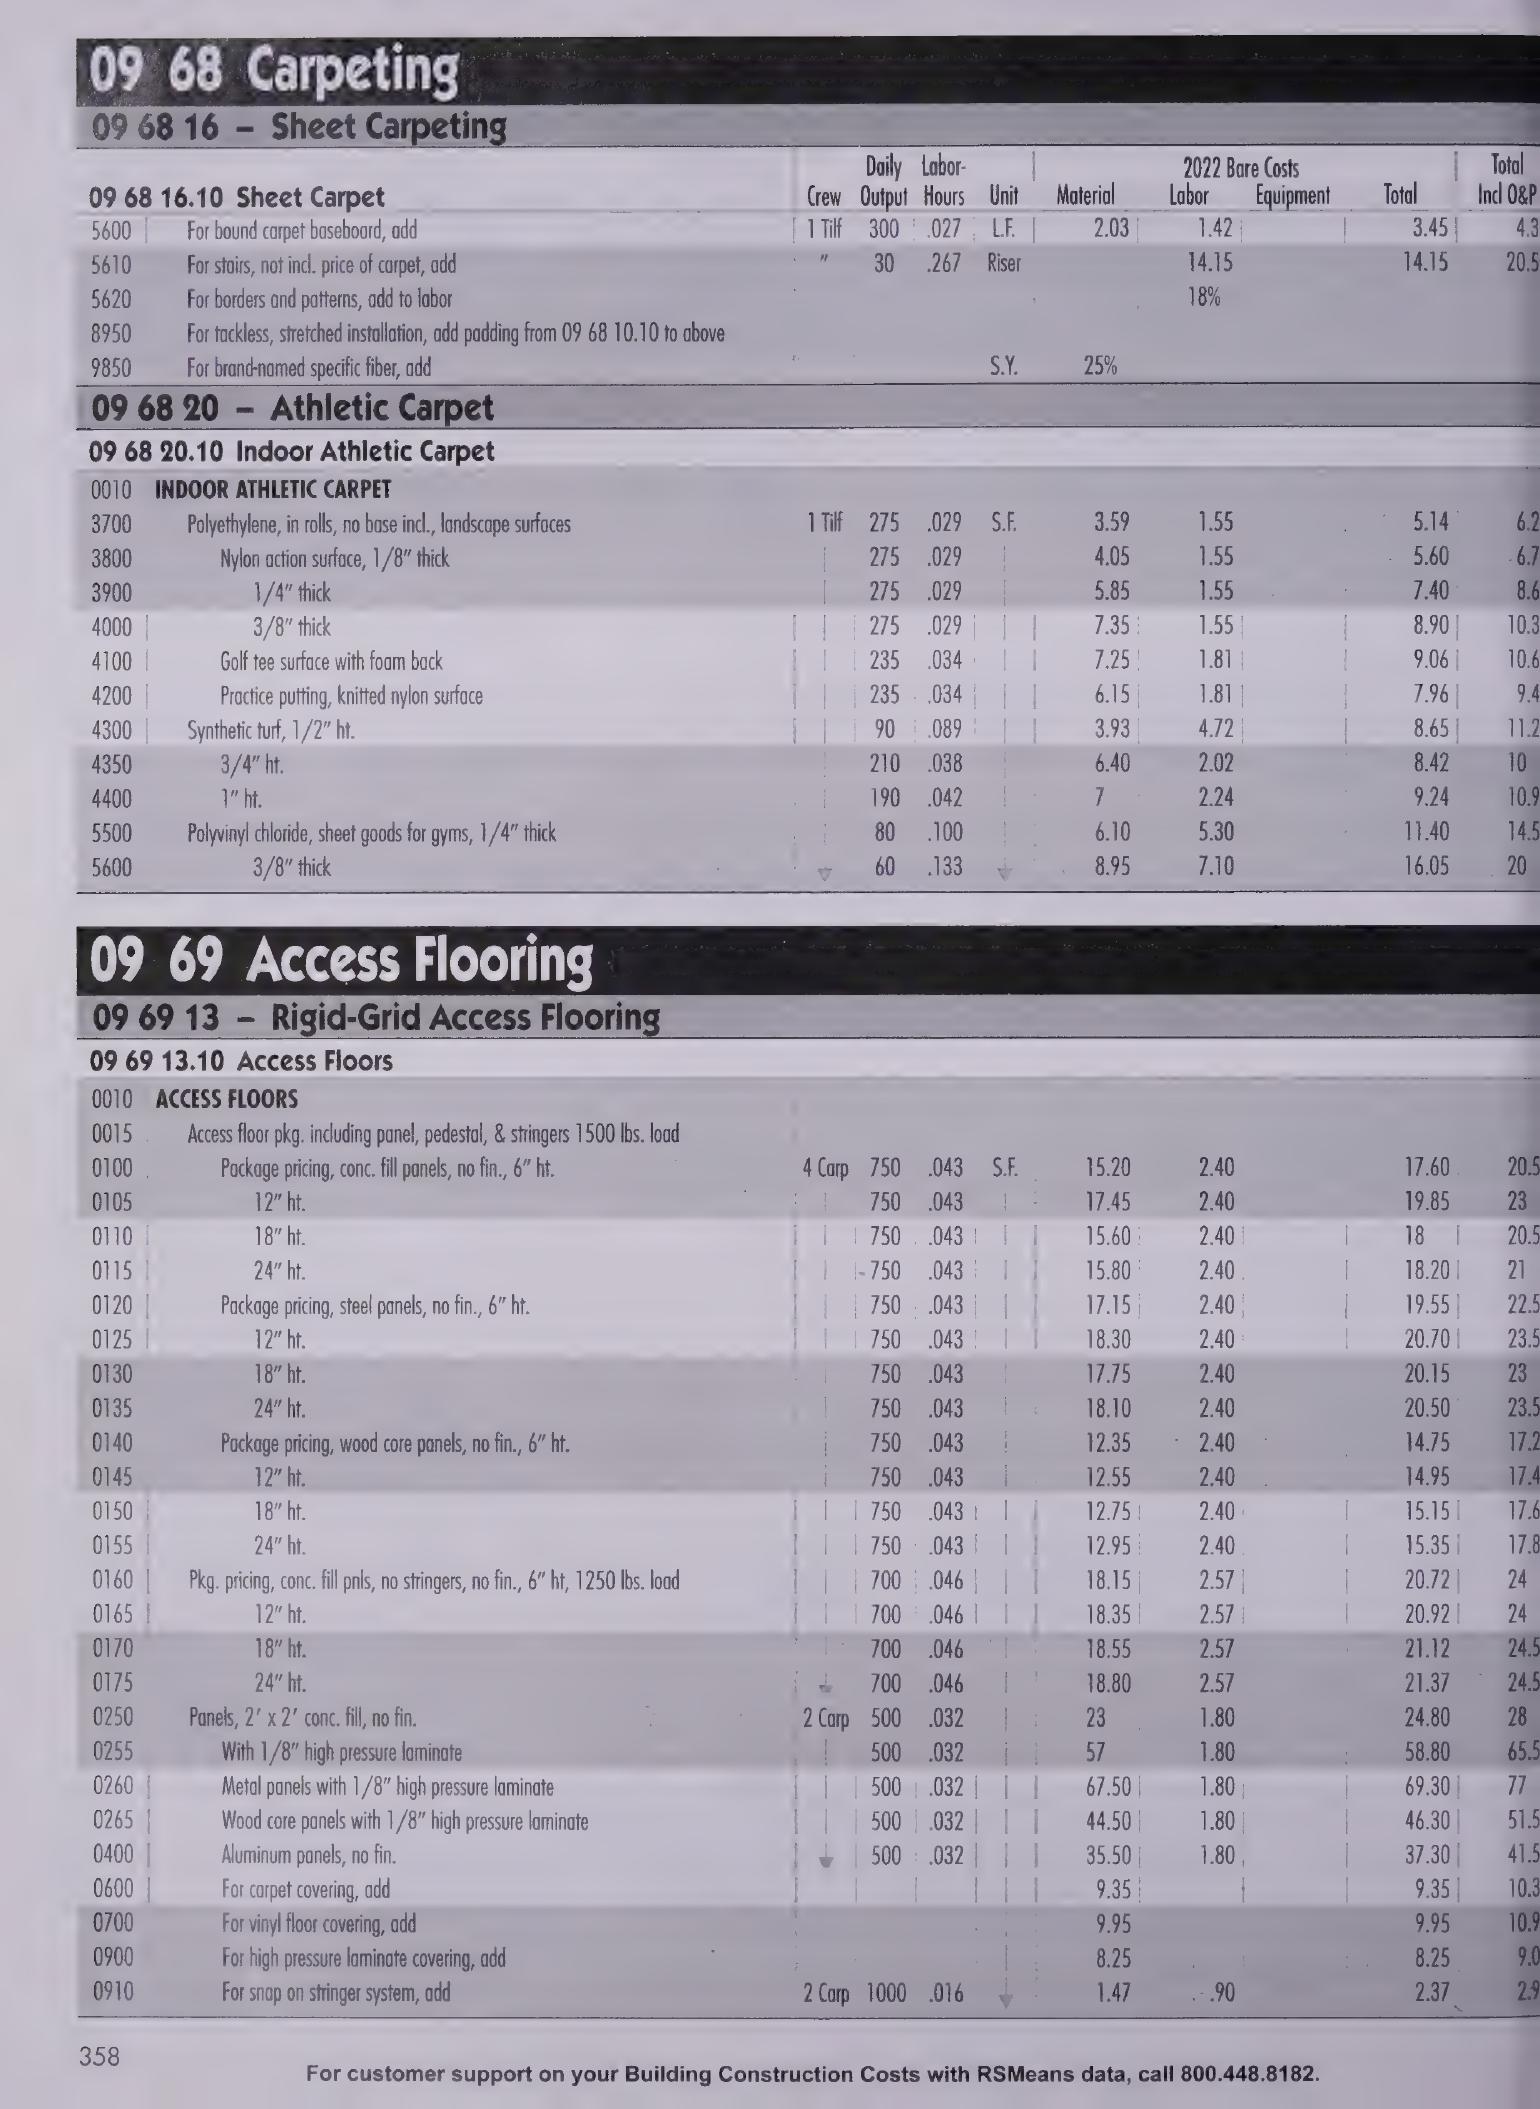 09 68 Carpeting
09 68 16 – Sheet Carpeting
Daily Labor- 2022 Bare Costs Total
09 68 16.10 Sheet Carpet Crew Output Hours Unit Material Labor Equipment Total Incl O&P
5600 For bound carpet baseboard, add 1 Tilf 300 .027 L.F. 2.03 1.42 3.45 4.3
5610 For stairs, not incl. price of carpet, add " 30 .267 Riser 14.15 14.15 20.5
5620 For borders and patterns, add to labor 18%
8950 For tackless, stretched installation, add padding from 09 68 10.10 to above
9850 For brand-named specific fiber, add S.Y. 25%
09 68 20 – Athletic Carpet
09 68 20.10 Indoor Athletic Carpet
0010 INDOOR ATHLETIC CARPET
3700 Polyethylene, in rolls, no base incl., landscape surfaces 1 Tilf 275 .029 S.F. 3.59 1.55 5.14 6.2
3800 Nylon action surface, 1/8" thick 275 .029 4.05 1.55 5.60 6.7
3900 1/4" thick 275 .029 5.85 1.55 7.40 8.6
4000 3/8" thick 275 .029 7.35 1.55 8.90 10.3
4100 Golf tee surface with foam back 235 .034 7.25 1.81 9.06 10.6
4200 Practice putting, knitted nylon surface 235 .034 6.15 1.81 7.96 9.4
4300 Synthetic turf, 1/2" ht. 90 .089 3.93 4.72 8.65 11.2
4350 3/4" ht. 210 .038 6.40 2.02 8.42 10
4400 1" ht. 190 .042 7 2.24 9.24 10.9
5500 Polyvinyl chloride, sheet goods for gyms, 1/4" thick 80 .100 6.10 5.30 11.40 14.5
5600 3/8" thick 60 .133 8.95 7.10 16.05 20
09 69 Access Flooring
09 69 13 – Rigid-Grid Access Flooring
09 69 13.10 Access Floors
0010 ACCESS FLOORS
0015 Access floor pkg. including panel, pedestal, & stringers 1500 lbs. load
0100 Package pricing, conc. fill panels, no fin., 6" ht. 4 Carp 750 .043 S.F. 15.20 2.40 17.60 20.5
0105 12" ht. 750 .043 17.45 2.40 19.85 23
0110 18" ht. 750 .043 15.60 2.40 18 20.5
0115 24" ht. 750 .043 15.80 2.40 18.20 21
0120 Package pricing, steel panels, no fin., 6" ht. 750 .043 17.15 2.40 19.55 22.5
0125 12" ht. 750 .043 18.30 2.40 20.70 23.5
0130 18" ht. 750 .043 17.75 2.40 20.15 23
0135 24" ht. 750 .043 18.10 2.40 20.50 23.5
0140 Package pricing, wood core panels, no fin., 6" ht. 750 .043 12.35 2.40 14.75 17.2
0145 12" ht. 750 .043 12.55 2.40 14.95 17.4
0150 18" ht. 750 .043 12.75 2.40 15.15 17.6
0155 24" ht. 750 .043 12.95 2.40 15.35 17.8
0160 Pkg. pricing, conc. fill pnls, no stringers, no fin., 6" ht, 1250 lbs. load 700 .046 18.15 2.57 20.72 24
0165 12" ht. 700 .046 18.35 2.57 20.92 24
0170 18" ht. 700 .046 18.55 2.57 21.12 24.5
0175 24" ht. 700 .046 18.80 2.57 21.37 24.5
0250 Panels, 2' x 2' conc. fill, no fin. 2 Carp 500 .032 23 1.80 24.80 28
0255 With 1/8" high pressure laminate 500 .032 57 1.80 58.80 65.5
0260 Metal panels with 1/8" high pressure laminate 500 .032 67.50 1.80 69.30 77
0265 Wood core panels with 1/8" high pressure laminate 500 .032 44.50 1.80 46.30 51.5
0400 Aluminum panels, no fin. 500 .032 35.50 1.80 37.30 41.5
0600 For carpet covering, add 9.35 9.35 10.3
0700 For vinyl floor covering, add 9.95 9.95 10.9
0900 For high pressure laminate covering, add 8.25 8.25 9.0
0910 For snap on stringer system, add 2 Carp 1000 .016 1.47 .90 2.37 2.9
358
For customer support on your Building Construction Costs with RSMeans data, call 800.448.8182.